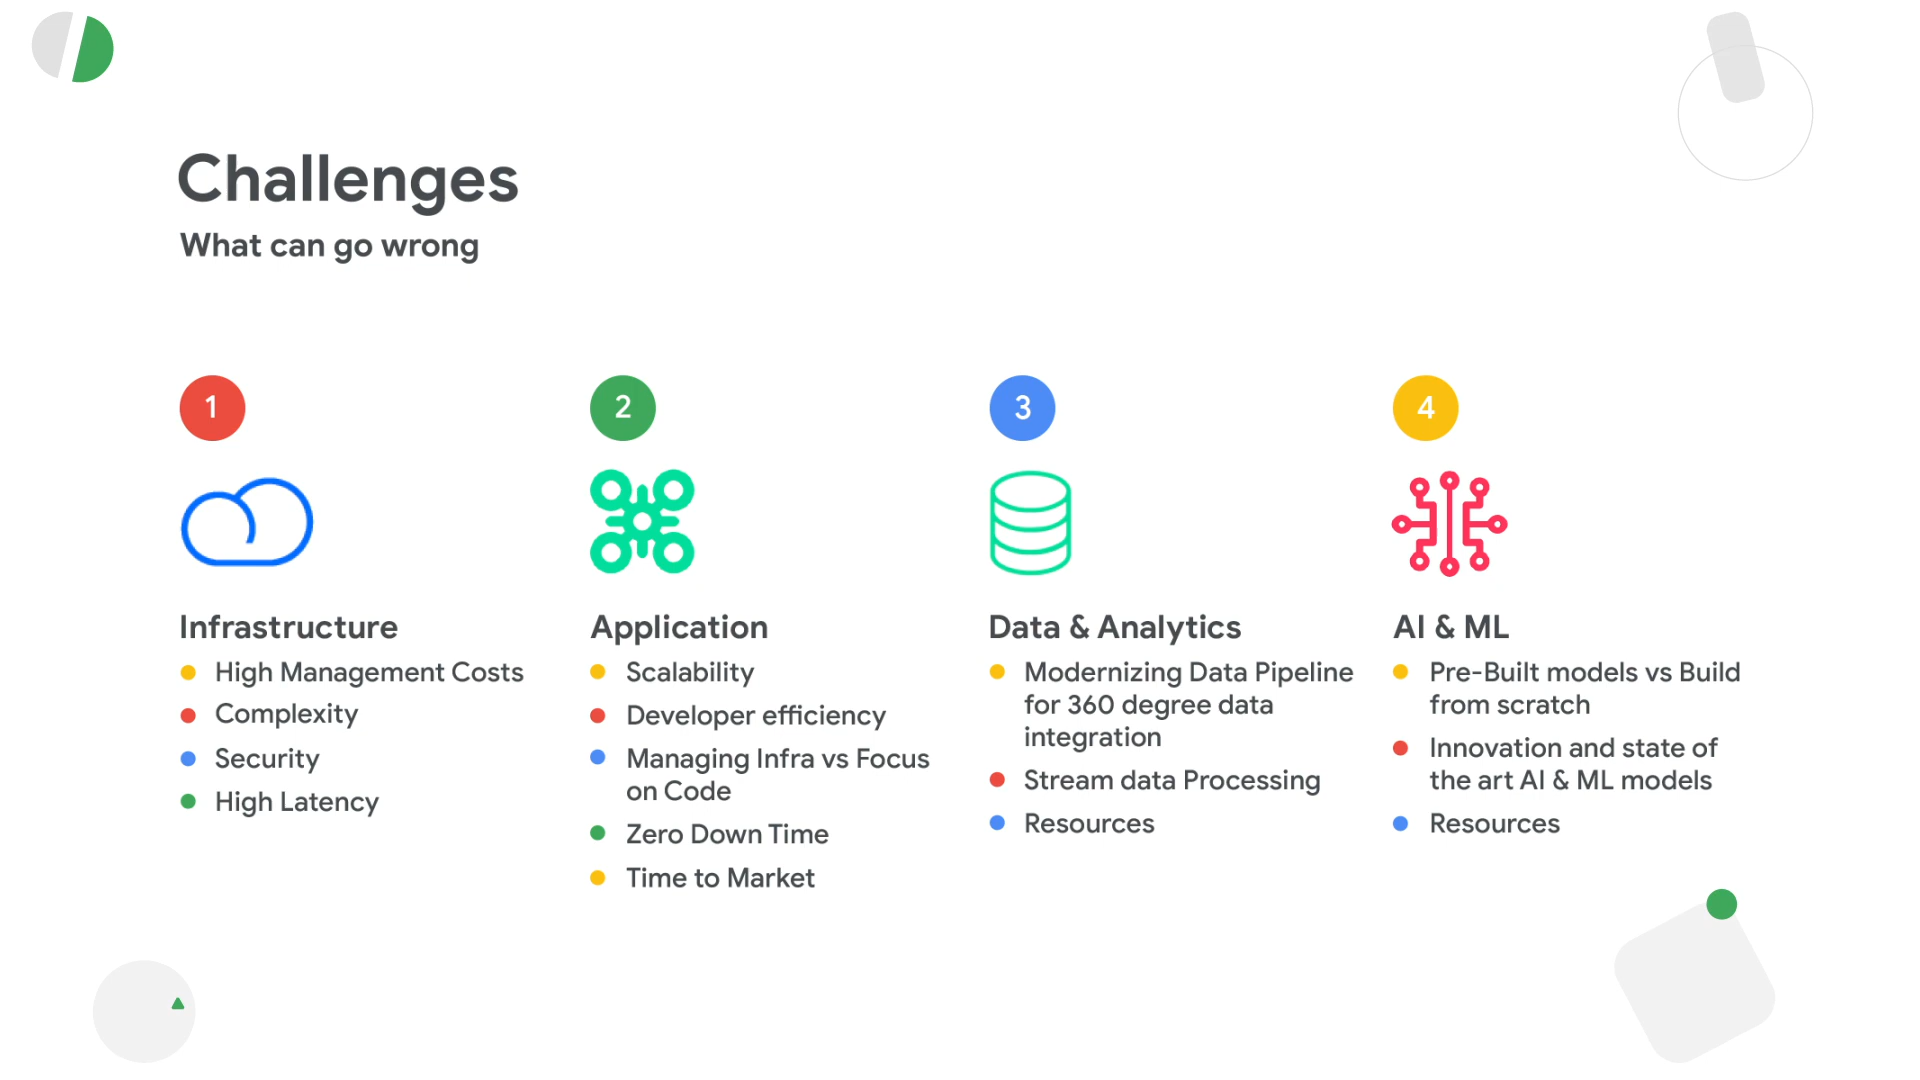 Challenges
What can go wrong
1
Infrastructure
High Management Costs
Complexity
Security
High Latency
2
Application
Scalability
Developer efficiency
Managing Infra vs Focus
on Code
Zero Down Time
Time to Market
3
Data & Analytics
Modernizing Data Pipeline
for 360 degree data
integration
Stream data Processing
Resources
4
AI & ML
Pre-Built models vs Build
from scratch
Innovation and state of
the art AI & ML models
Resources